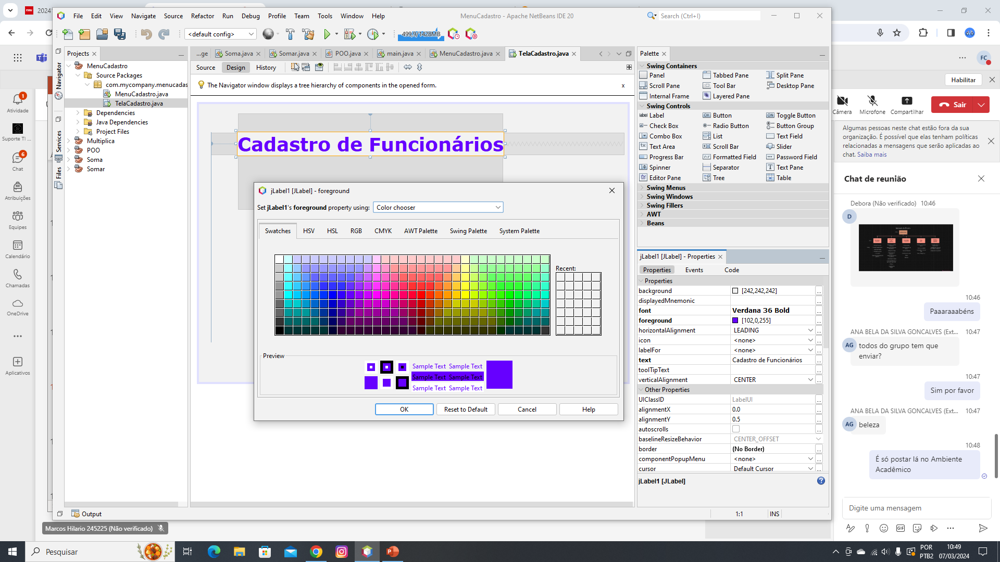 2024
File Edit View Navigate Source Refactor Run Debug Profile Team Tools Window Help
MenuCadastro - Apache NetBeans IDE 20
Search (Ctrl+I)
<default config>
499,9/1428MB
Projects
...ge
Soma.java
Somar.java
POO.java
main.java
MenuCadastro.java
TelaCadastro.java
Source Design History
The Navigator window displays a tree hierarchy of components in the opened form.
x
Navigator
Services
Files
MenuCadastro
Source Packages
com.mycompany.menucadas
MenuCadastro.java
TelaCadastro.java
Dependencies
Java Dependencies
Project Files
Multiplica
POO
Soma
Somar
Cadastro de Funcionários
jLabel1 [JLabel] - foreground
Set jLabel1's foreground property using:
Color chooser
Swatches HSV HSL RGB CMYK AWT Palette Swing Palette System Palette
Recent:
Preview
Sample Text Sample Text
Sample Text Sample Text
Sample Text Sample Text
OK
Reset to Default
Cancel
Help
Palette
Swing Containers
Panel Tabbed Pane Split Pane
Scroll Pane Tool Bar Desktop Pane
Internal Frame Layered Pane
Swing Controls
Label Button Toggle Button
Check Box Radio Button Button Group
Combo Box List Text Field
Text Area Scroll Bar Slider
Progress Bar Formatted Field Password Field
Spinner Separator Text Pane
Editor Pane Tree Table
Swing Menus
Swing Windows
Swing Fillers
AWT
Beans
jLabel1 [JLabel] - Properties
Properties Events Code
Properties
background [242,242,242]
displayedMnemonic
font Verdana 36 Bold
foreground [102,0,255]
horizontalAlignment LEADING
icon <none>
labelFor <none>
text Cadastro de Funcionários
toolTipText
verticalAlignment CENTER
Other Properties
UIClassID LabelUI
alignmentX 0.0
alignmentY 0.5
autoscrolls
baselineResizeBehavior CENTER_OFFSET
border (No Border)
componentPopupMenu <none>
cursor Default Cursor
jLabel1 [JLabel]
Output
1:1
INS
Marcos Hilario 245225 (Não verificado)
Atividade
1
Suporte TI ...
Chat
6
Atribuições
Equipes
Calendário
Chamadas
OneDrive
Aplicativos
FC
Habilitar
Câmera
Microfone
Compartilhar
Sair
Algumas pessoas neste chat estão fora da sua
organização. É possível que elas tenham políticas
relacionadas a mensagens que serão aplicadas ao
chat. Saiba mais
Chat de reunião
Debora (Não verificado) 10:46
D
10:46
Paaaraaabéns
ANA BELA DA SILVA GONCALVES (Ext... 10:47
AG
todos do grupo tem que
enviar?
10:47
Sim por favor
ANA BELA DA SILVA GONCALVES (Ext... 10:47
AG
beleza
10:48
É só postar lá no Ambiente
Acadêmico
Digite uma mensagem
GIF
Pesquisar
POR
PTB2
10:49
07/03/2024